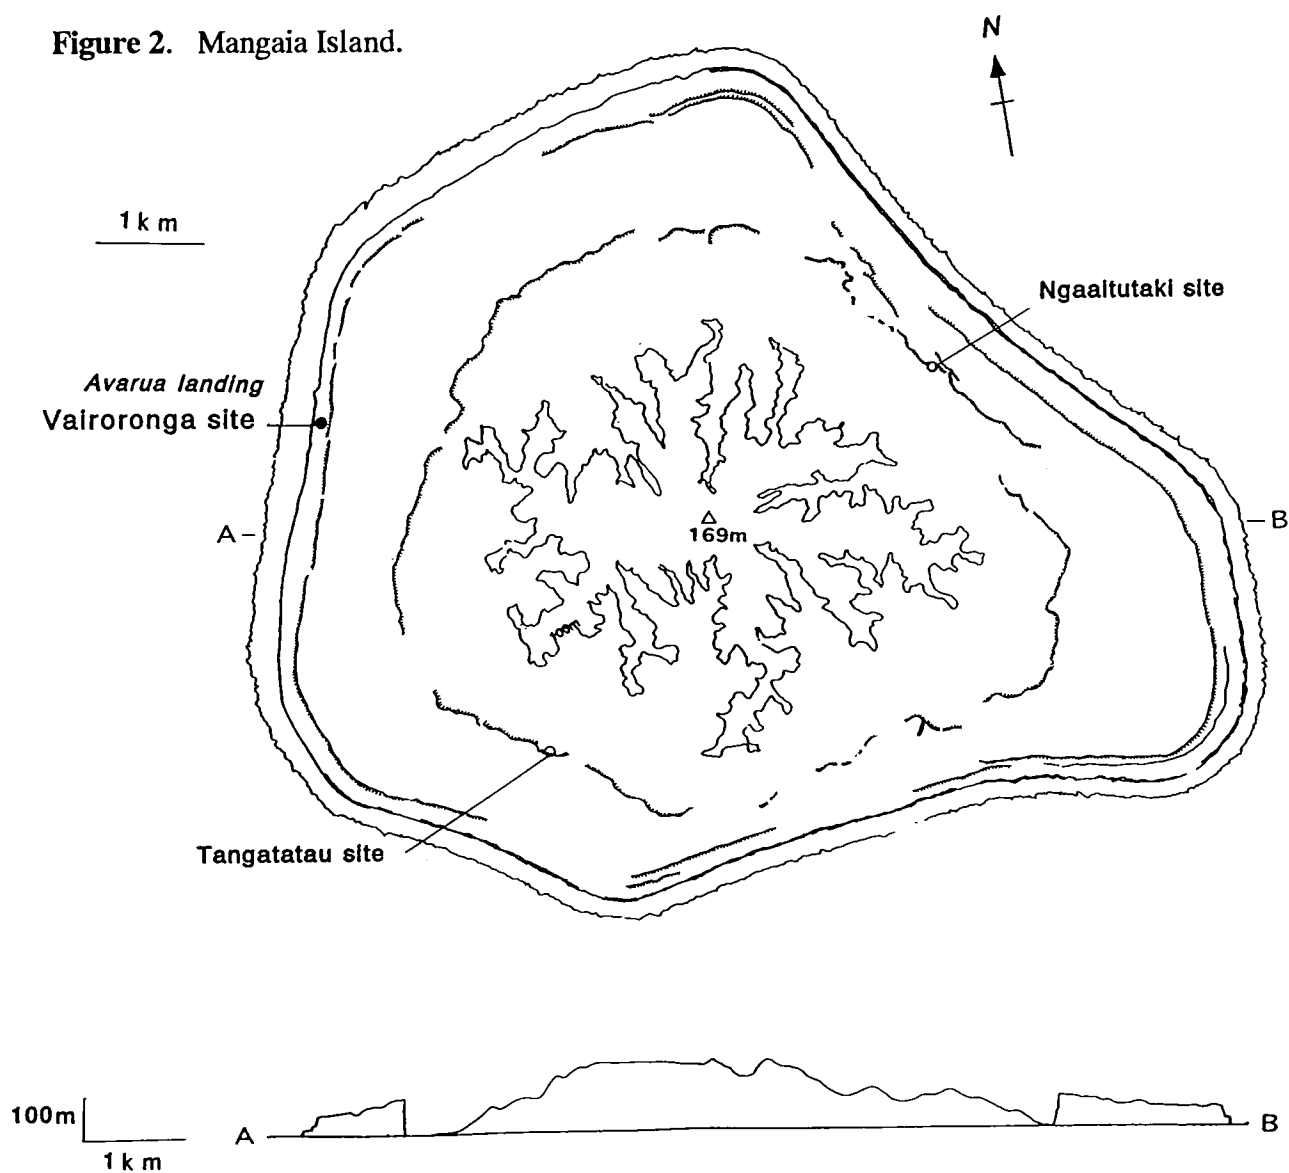 Figure 2. Mangaia Island.
N
1 km
Ngaaitutaki site
Avarua landing
Vairoronga site
A
B
169m
100m
Tangatatau site
100m
A
B
1 km